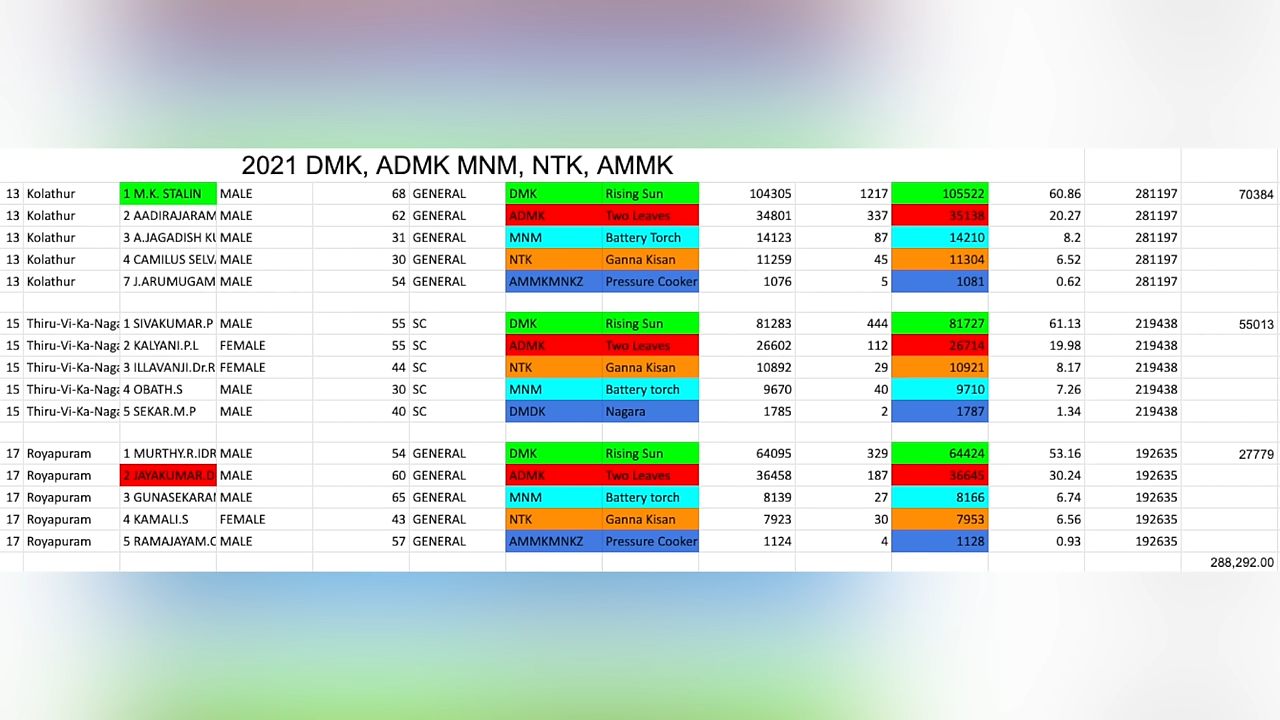 2021 DMK, ADMK MNM, NTK, AMMK
13 Kolathur 1 M.K. STALIN MALE 68 GENERAL DMK Rising Sun 104305 1217 105522 60.86 281197 70384
13 Kolathur 2 AADIRAJARAM MALE 62 GENERAL ADMK Two Leaves 34801 337 35138 20.27 281197
13 Kolathur 3 A.JAGADISH KU MALE 31 GENERAL MNM Battery Torch 14123 87 14210 8.2 281197
13 Kolathur 4 CAMILUS SELVA MALE 30 GENERAL NTK Ganna Kisan 11259 45 11304 6.52 281197
13 Kolathur 7 J.ARUMUGAM MALE 54 GENERAL AMMKMNKZ Pressure Cooker 1076 5 1081 0.62 281197
15 Thiru-Vi-Ka-Naga 1 SIVAKUMAR.P MALE 55 SC DMK Rising Sun 81283 444 81727 61.13 219438 55013
15 Thiru-Vi-Ka-Naga 2 KALYANI.P.L FEMALE 55 SC ADMK Two Leaves 26602 112 26714 19.98 219438
15 Thiru-Vi-Ka-Naga 3 ILLAVANJI.Dr.R FEMALE 44 SC NTK Ganna Kisan 10892 29 10921 8.17 219438
15 Thiru-Vi-Ka-Naga 4 OBATH.S MALE 30 SC MNM Battery torch 9670 40 9710 7.26 219438
15 Thiru-Vi-Ka-Naga 5 SEKAR.M.P MALE 40 SC DMDK Nagara 1785 2 1787 1.34 219438
17 Royapuram 1 MURTHY.R.IDR MALE 54 GENERAL DMK Rising Sun 64095 329 64424 53.16 192635 27779
17 Royapuram 2 JAYAKUMAR.D MALE 60 GENERAL ADMK Two Leaves 36458 187 36645 30.24 192635
17 Royapuram 3 GUNASEKARAN MALE 65 GENERAL MNM Battery torch 8139 27 8166 6.74 192635
17 Royapuram 4 KAMALI.S FEMALE 43 GENERAL NTK Ganna Kisan 7923 30 7953 6.56 192635
17 Royapuram 5 RAMAJAYAM.C MALE 57 GENERAL AMMKMNKZ Pressure Cooker 1124 4 1128 0.93 192635
288,292.00